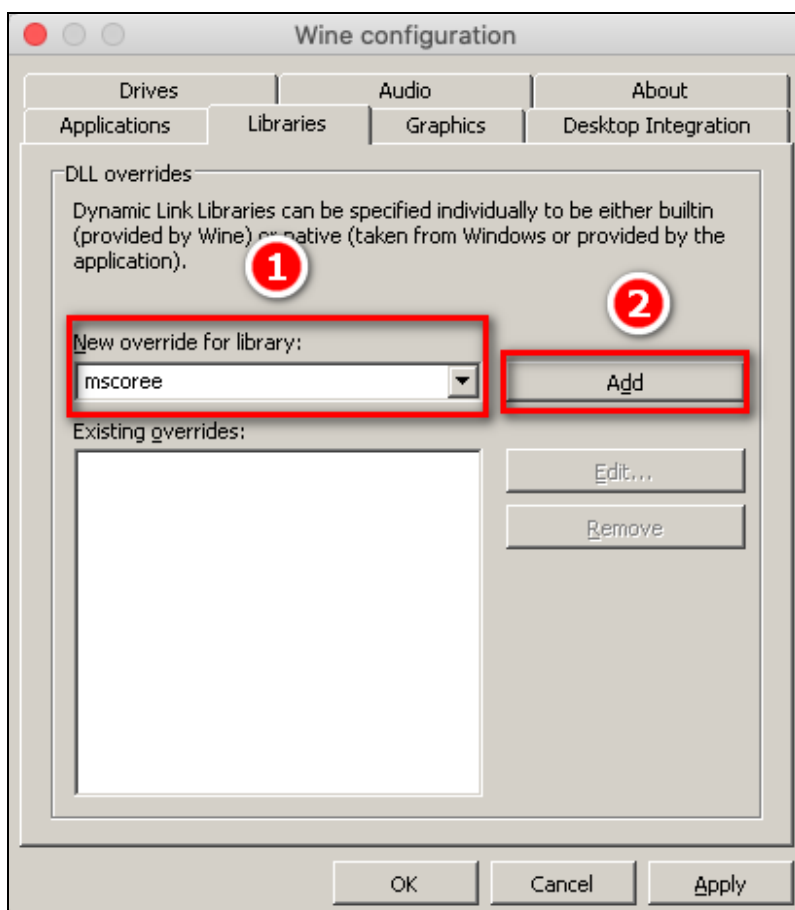 Wine configuration
Drives
Audio
About
Applications
Libraries
Graphics
Desktop Integration
DLL overrides
Dynamic Link Libraries can be specified individually to be either builtin
(provided by Wine) or native (taken from Windows or provided by the
application).
1
2
New override for library:
mscoree
Add
Existing overrides:
Edit...
Remove
OK
Cancel
Apply